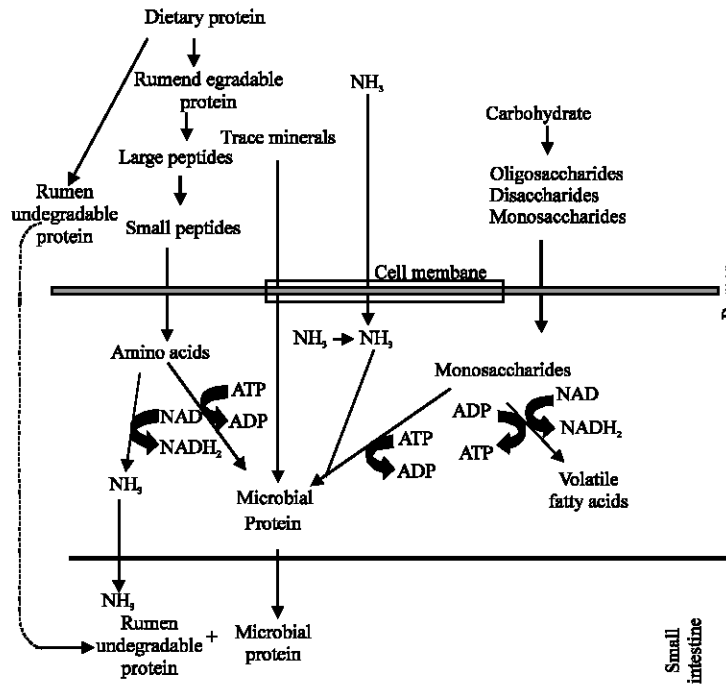 Dietary protein
Rumend egradable
protein
NH₃
Trace minerals
Carbohydrate
Large peptides
Oligosaccharides
Disaccharides
Monosaccharides
Rumen
undegradable
protein
Small peptides
Cell membane
NH₃
NH₃
Amino acids
Monosaccharides
ATP
ADP
NAD
NADH₂
ATP
ADP
ADP
ATP
NAD
NADH₂
NH₃
Microbial
Protein
Volatile
fatty acids
NH₃
Rumen
undegradable
protein
+
Microbial
protein
Small
intestine